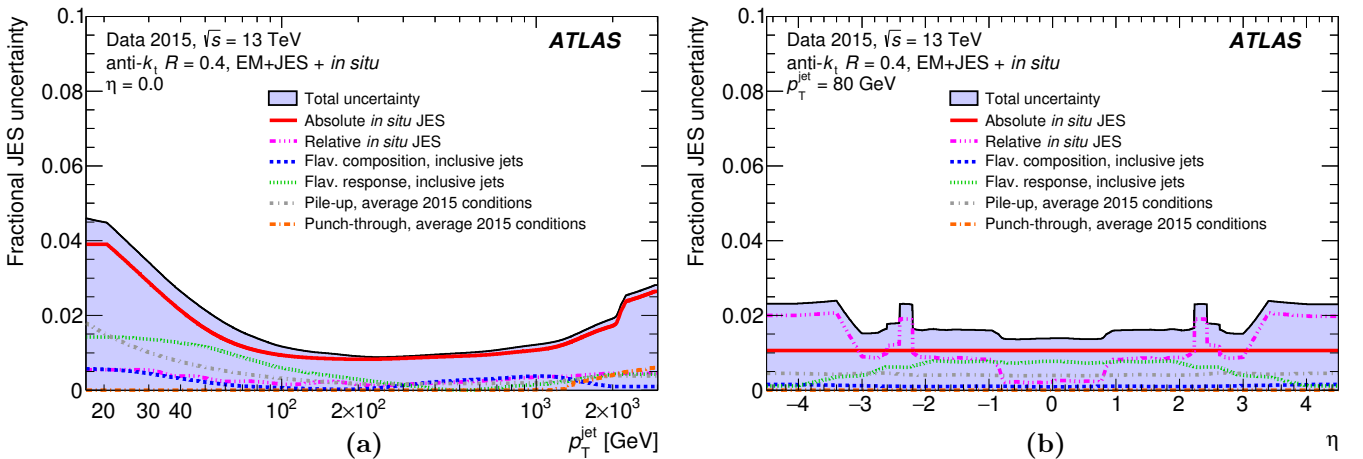 Fractional JES uncertainty
0.1
0.08
0.06
0.04
0.02
0
Data 2015, √s = 13 TeV
ATLAS
anti-kt R = 0.4, EM+JES + in situ
η = 0.0
Total uncertainty
Absolute in situ JES
Relative in situ JES
Flav. composition, inclusive jets
Flav. response, inclusive jets
Pile-up, average 2015 conditions
Punch-through, average 2015 conditions
20 30 40 10² 2×10² 10³ 2×10³
(a)
p_T^jet [GeV]
Fractional JES uncertainty
0.1
0.08
0.06
0.04
0.02
0
Data 2015, √s = 13 TeV
ATLAS
anti-kt R = 0.4, EM+JES + in situ
p_T^jet = 80 GeV
Total uncertainty
Absolute in situ JES
Relative in situ JES
Flav. composition, inclusive jets
Flav. response, inclusive jets
Pile-up, average 2015 conditions
Punch-through, average 2015 conditions
−4 −3 −2 −1 0 1 2 3 4
(b)
η